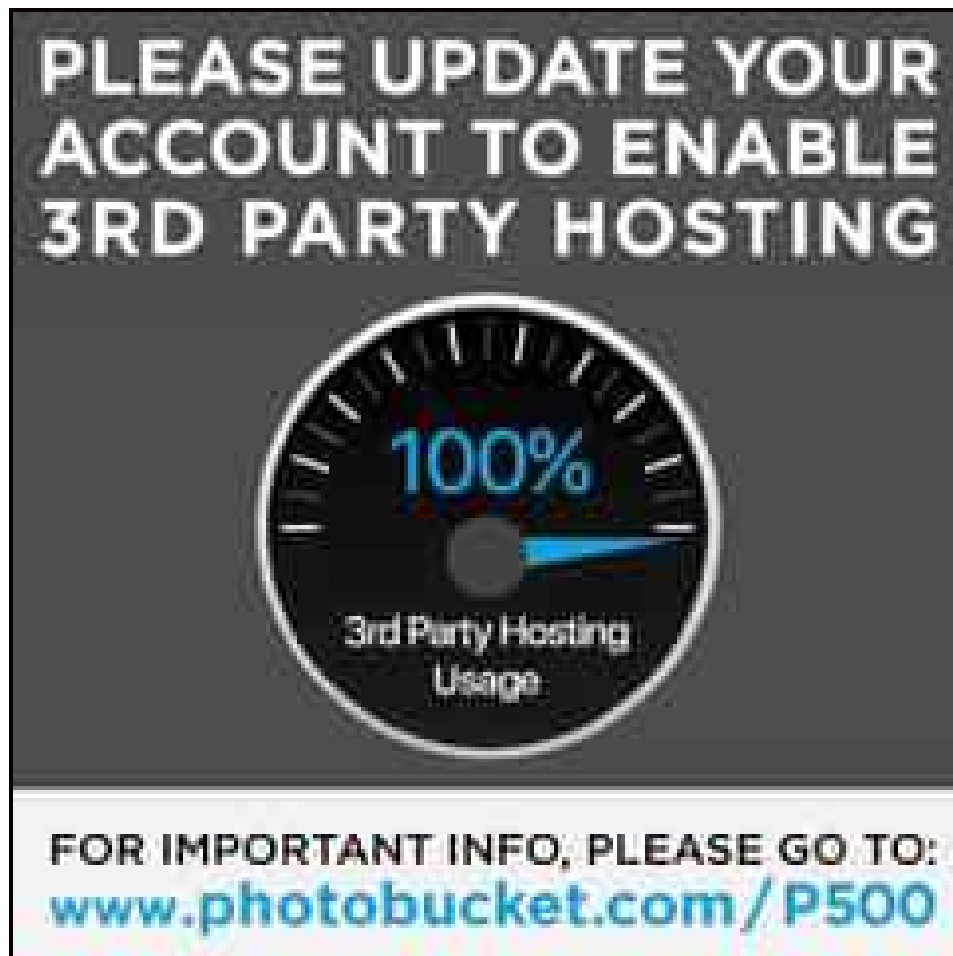 PLEASE UPDATE YOUR
ACCOUNT TO ENABLE
3RD PARTY HOSTING
100%
3rd Party Hosting
Usage
FOR IMPORTANT INFO, PLEASE GO TO:
www.photobucket.com/P500